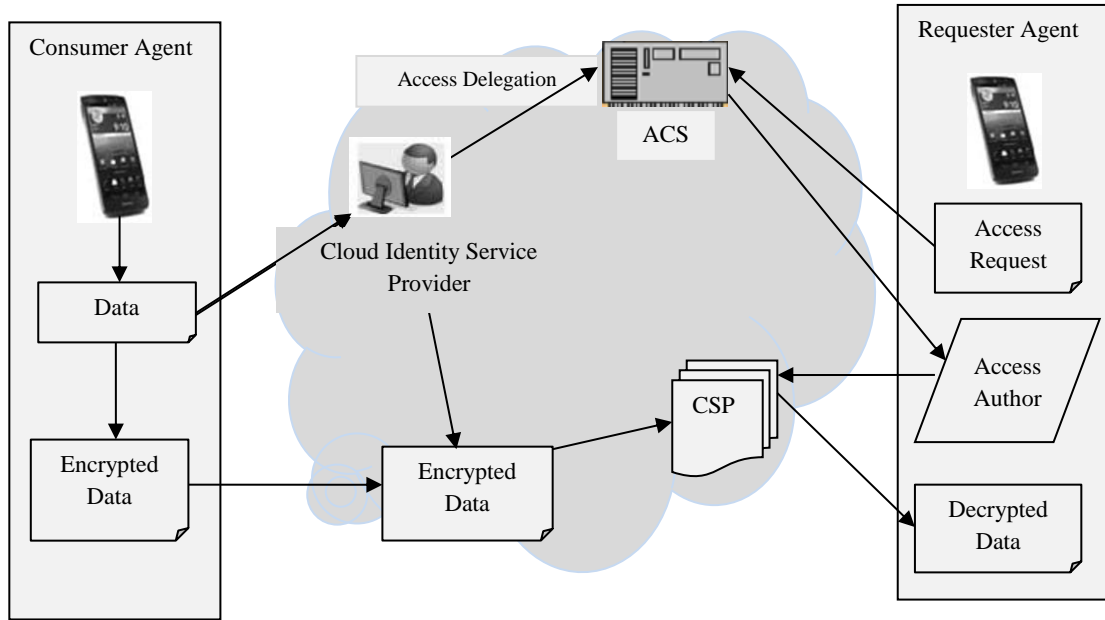 Consumer Agent
Data
Encrypted
Data
Access Delegation
ACS
Cloud Identity Service
Provider
Encrypted
Data
CSP
Requester Agent
Access
Request
Access
Author
Decrypted
Data